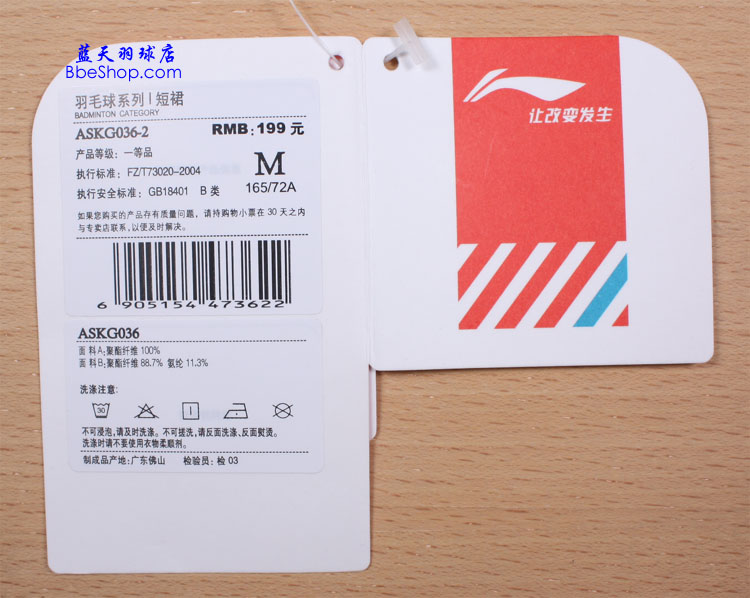 蓝天羽球店
BbeShop.com
羽毛球系列 | 短裙
BADMINTON CATEGORY
ASKG036-2 RMB: 199 元
产品等级: 一等品
执行标准: FZ/T73020-2004
执行安全标准: GB18401 B 类
M
165/72A
如果您购买的产品存有质量问题，请持购物小票在 30 天之内
与专卖店联系,以便及时解决。
6 905154 473622
ASKG036
面 料A:聚酯纤维 100%
面 料B:聚酯纤维 88.7% 氨纶 11.3%
洗涤注意:
30
不可浸泡,请及时洗涤。不可搓洗,请反面洗涤、反面熨烫。
洗涤时请不要使用衣物柔顺剂。
制成品产地: 广东佛山 检验员: 检 03
让改变发生